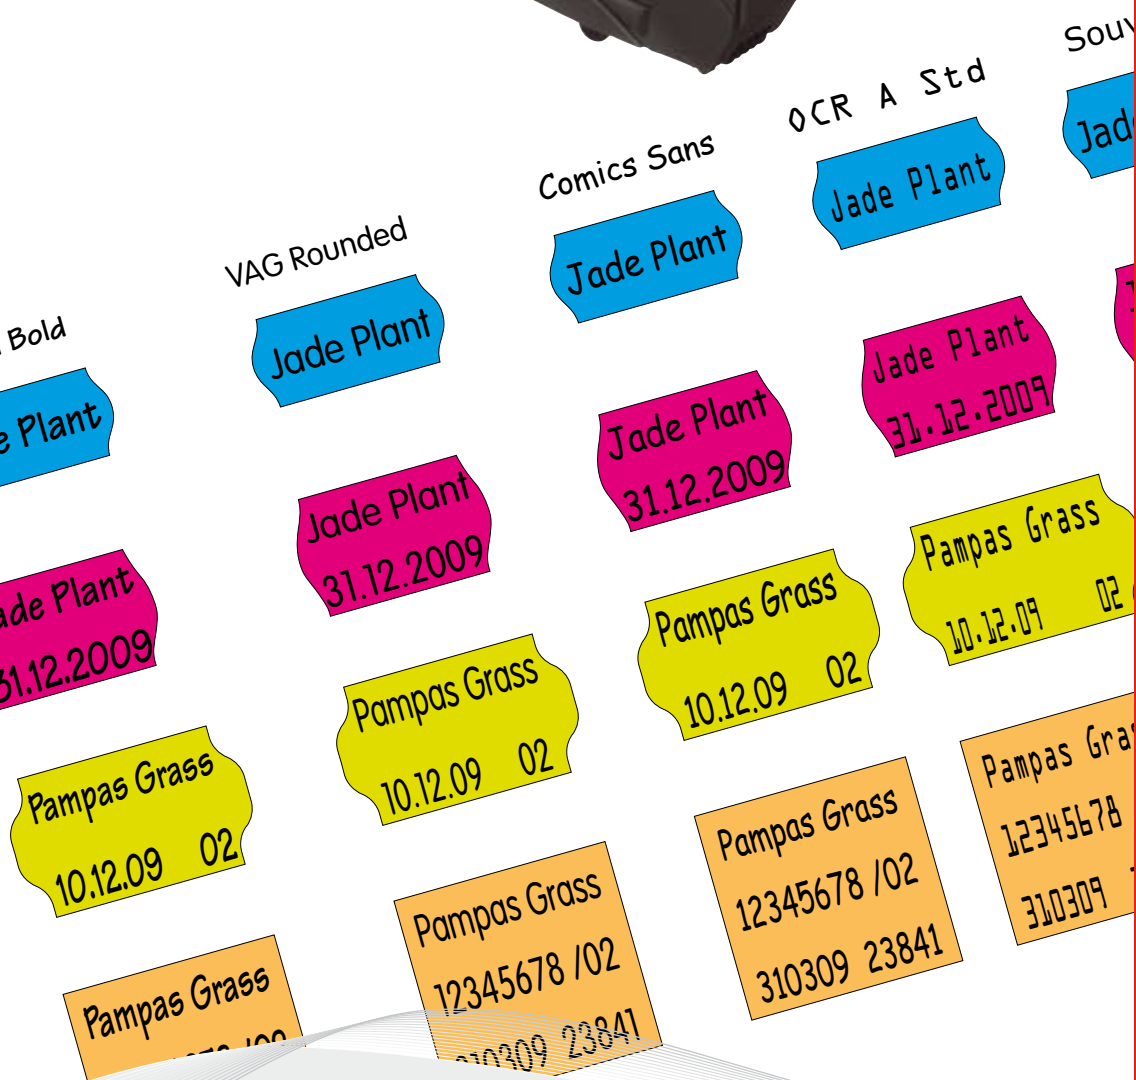 Bold
e Plant
ade Plant
31.12.2009
Pampas Grass
10.12.09 02
Pampas Grass
VAG Rounded
Jade Plant
Jade Plant
31.12.2009
Pampas Grass
10.12.09 02
Pampas Grass
12345678 /02
310309 23841
Comics Sans
Jade Plant
Jade Plant
31.12.2009
Pampas Grass
10.12.09 02
Pampas Grass
12345678 /02
310309 23841
OCR A Std
Jade Plant
Jade Plant
31.12.2009
Pampas Grass
10.12.09 02
Pampas Gras
12345678
310309
Souv
Jade